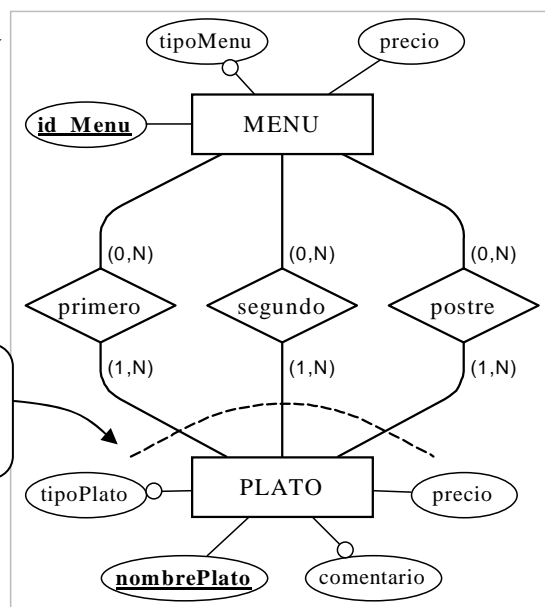 tipoMenu precio
id_Menu MENU
(0,N) (0,N) (0,N)
primero segundo postre
(1,N) (1,N) (1,N)
tipoPlato PLATO precio
nombrePlato comentario